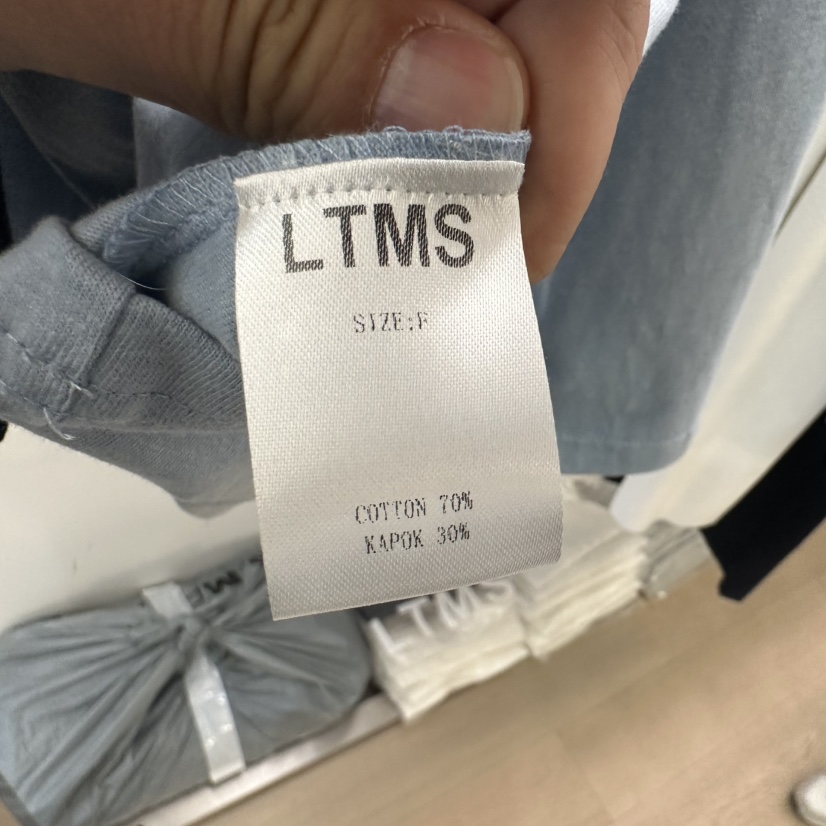 LTMS
SIZE:F
COTTON 70%
KAPOK 30%
LTMS